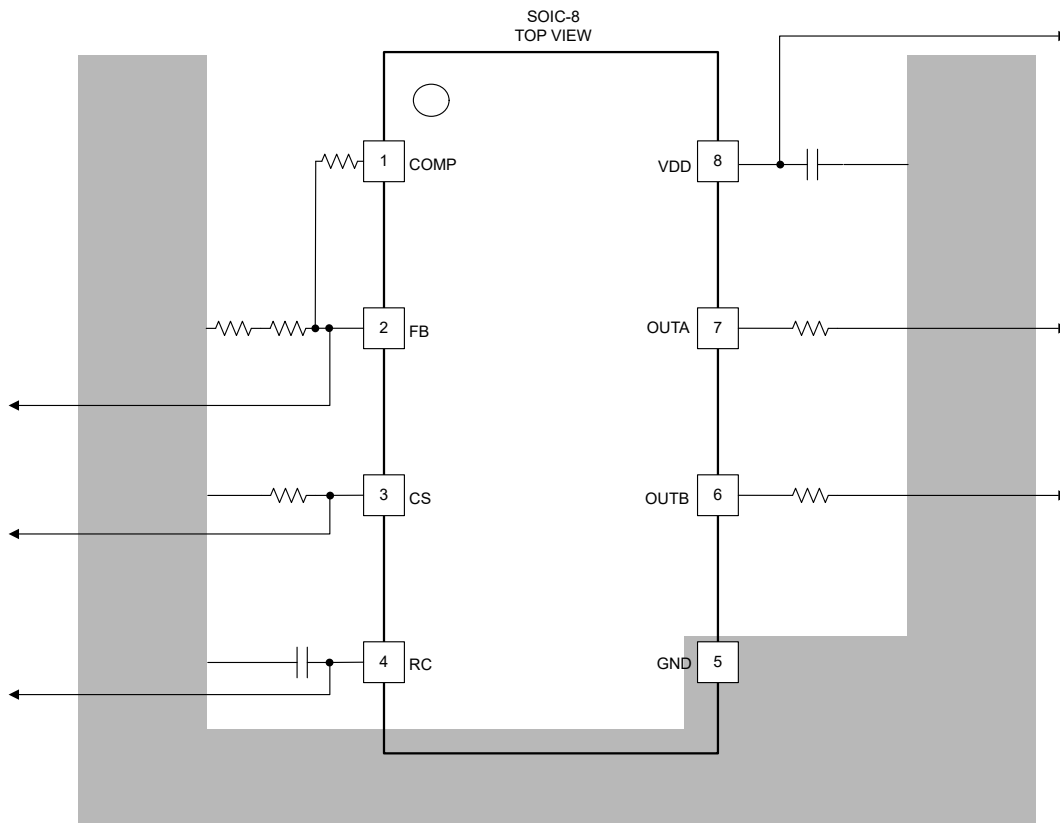 SOIC-8
TOP VIEW
1 COMP
VDD 8
2 FB
OUTA 7
3 CS
OUTB 6
4 RC
GND 5